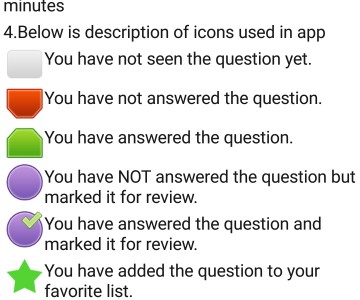 minutes
4.Below is description of icons used in app
You have not seen the question yet.
You have not answered the question.
You have answered the question.
You have NOT answered the question but
marked it for review.
You have answered the question and
marked it for review.
You have added the question to your
favorite list.